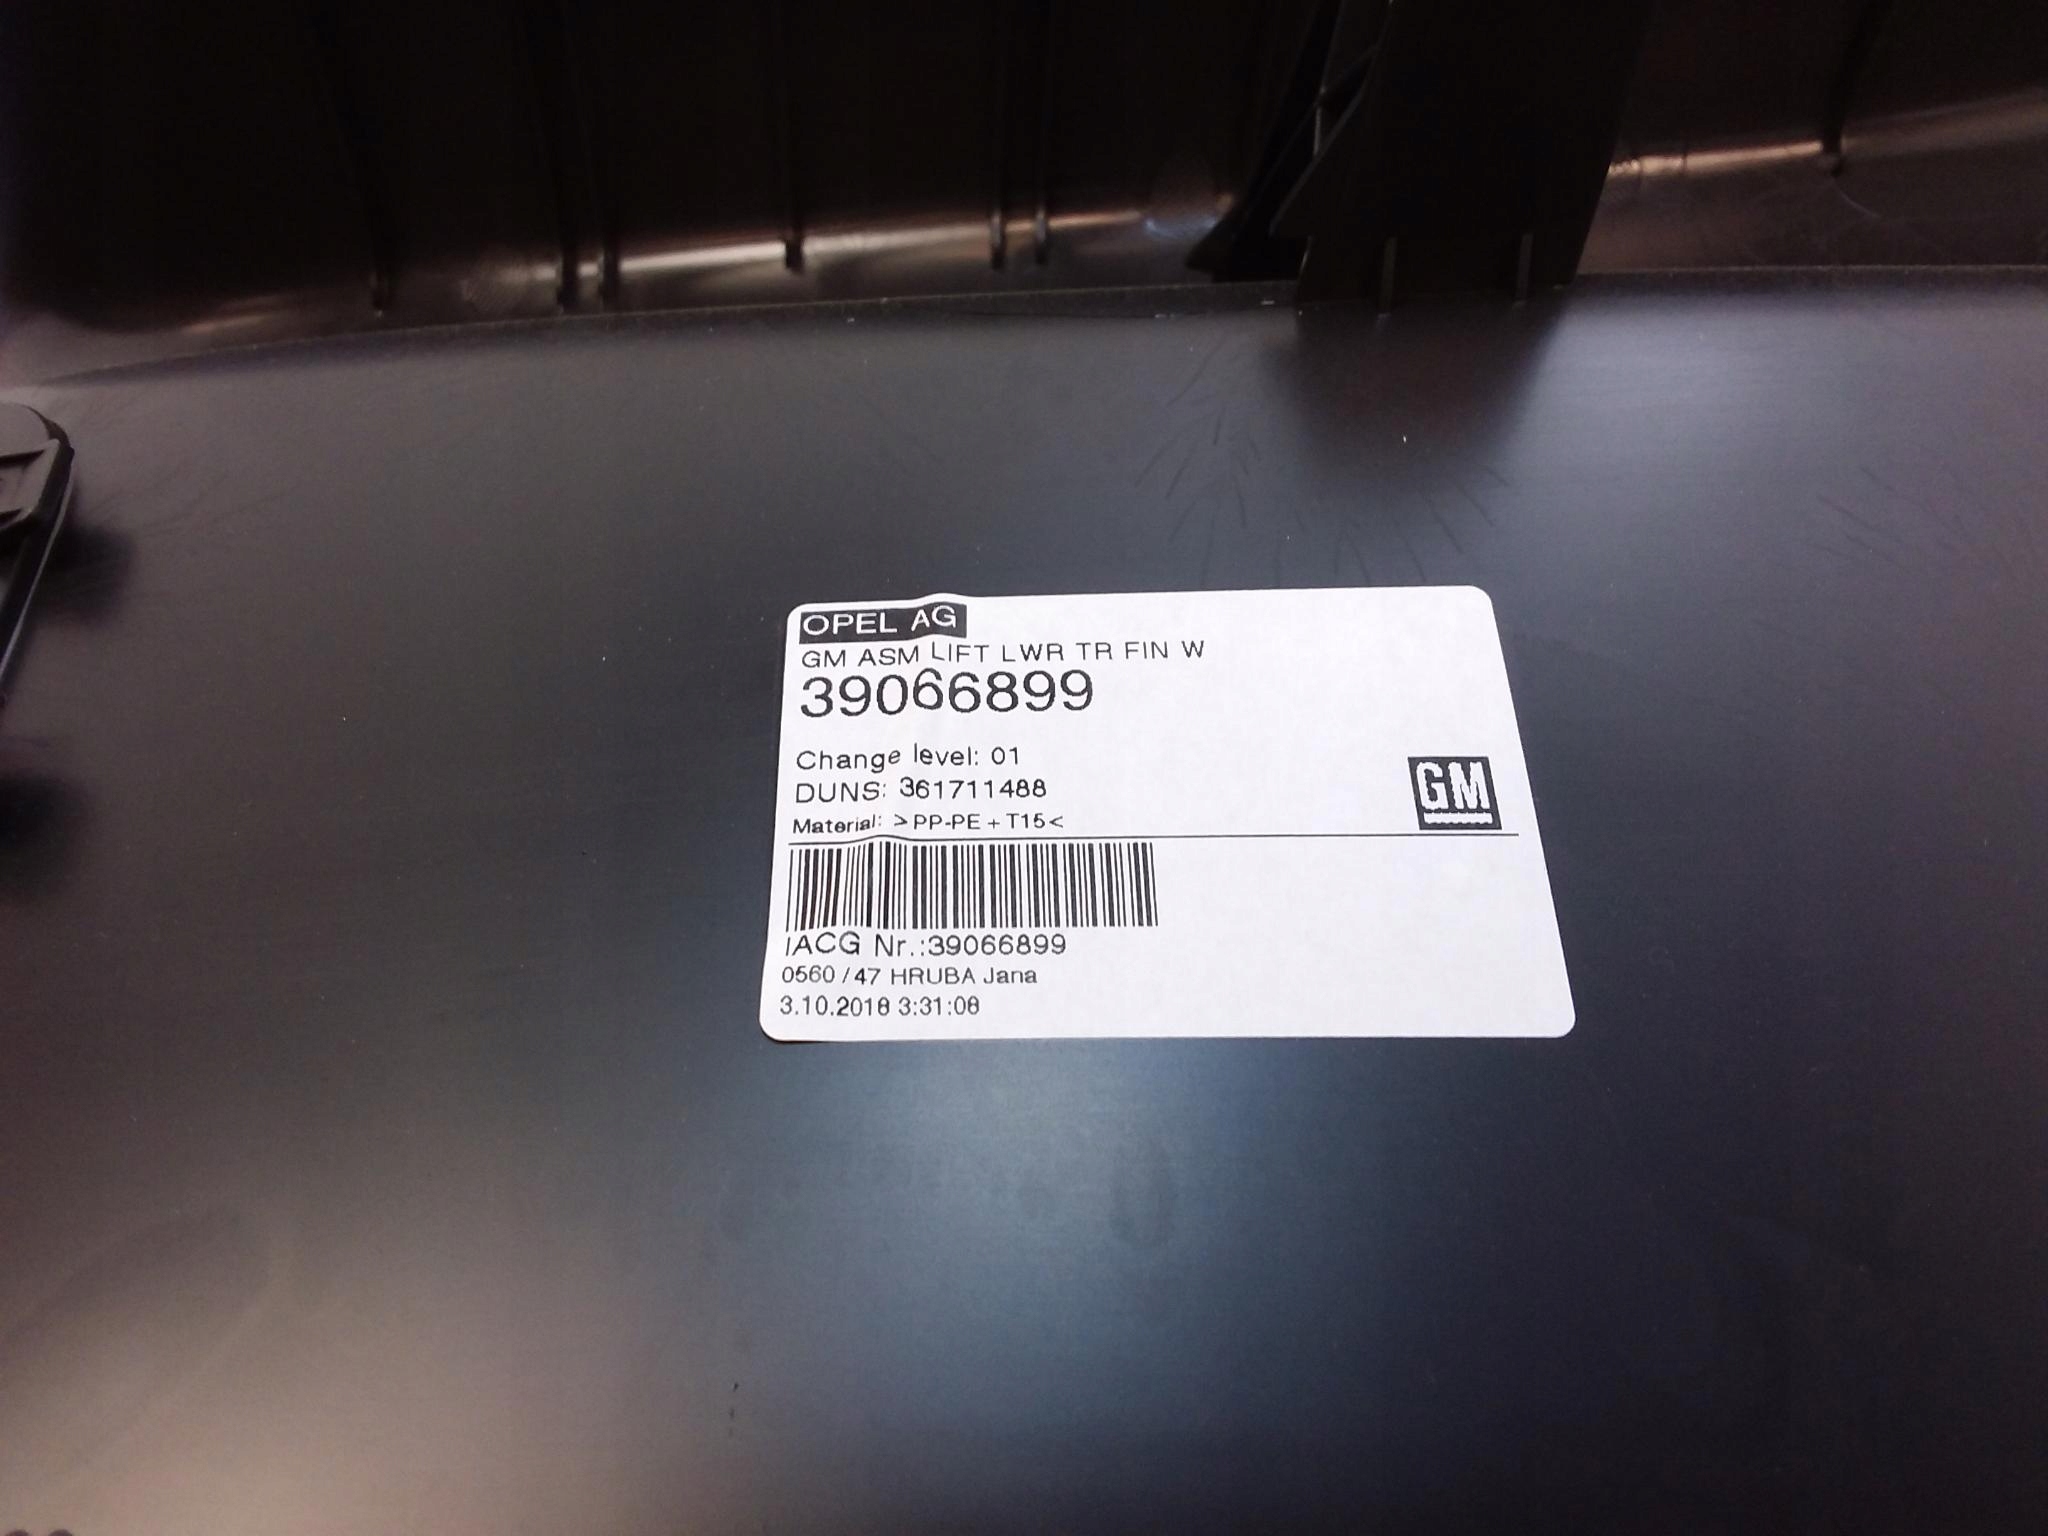 OPEL AG
GM ASM LIFT LWR TR FIN W
39066899
Change level: 01
DUNS: 361711488
Material: >PP-PE+T15<
GM
IACG Nr.:39066899
0560/47 HRUBA Jana
3.10.2018 3:31:08